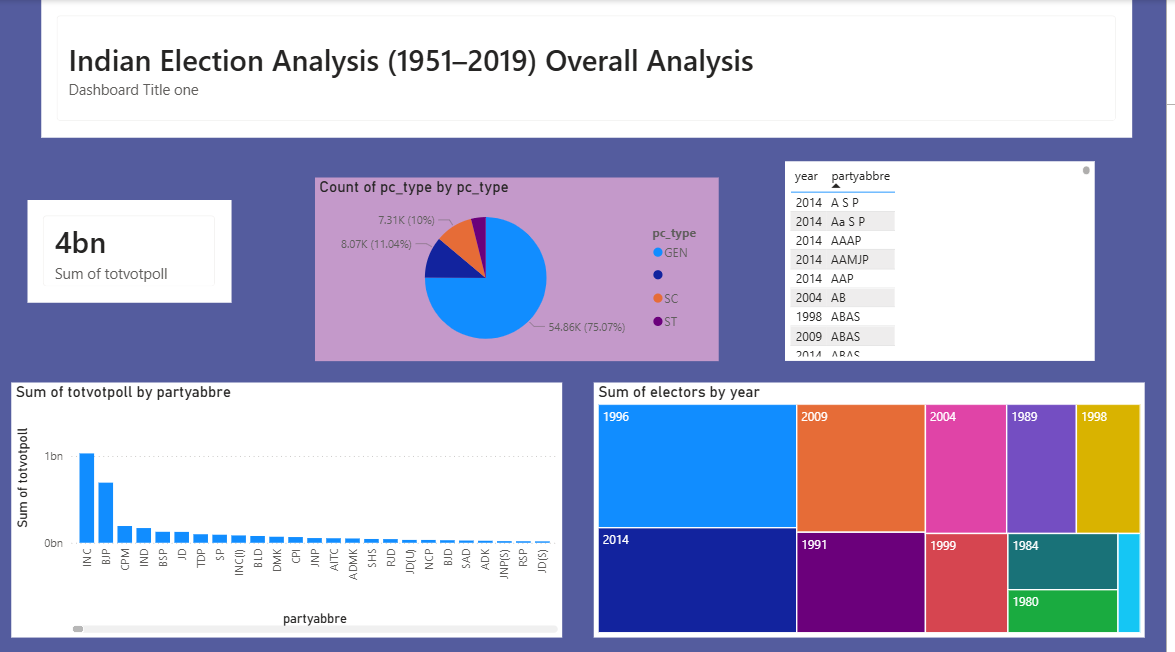 Indian Election Analysis (1951–2019) Overall Analysis
Dashboard Title one
4bn
Sum of totvotpoll
Count of pc_type by pc_type
7.31K (10%)
8.07K (11.04%)
54.86K (75.07%)
pc_type
GEN
SC
ST
year partyabbre
2014 A S P
2014 Aa S P
2014 AAAP
2014 AAMJP
2014 AAP
2004 AB
1998 ABAS
2009 ABAS
2014 ABAS
Sum of totvotpoll by partyabbre
Sum of totvotpoll
1bn
0bn
INC
BJP
CPM
IND
BSP
JD
TDP
SP
INC(I)
BLD
DMK
CPI
JNP
AITC
ADMK
SHS
RJD
JD(U)
NCP
BJD
SAD
ADK
JNP(S)
RSP
JD(S)
partyabbre
Sum of electors by year
1996
2009
2004
1989
1998
2014
1991
1999
1984
1980